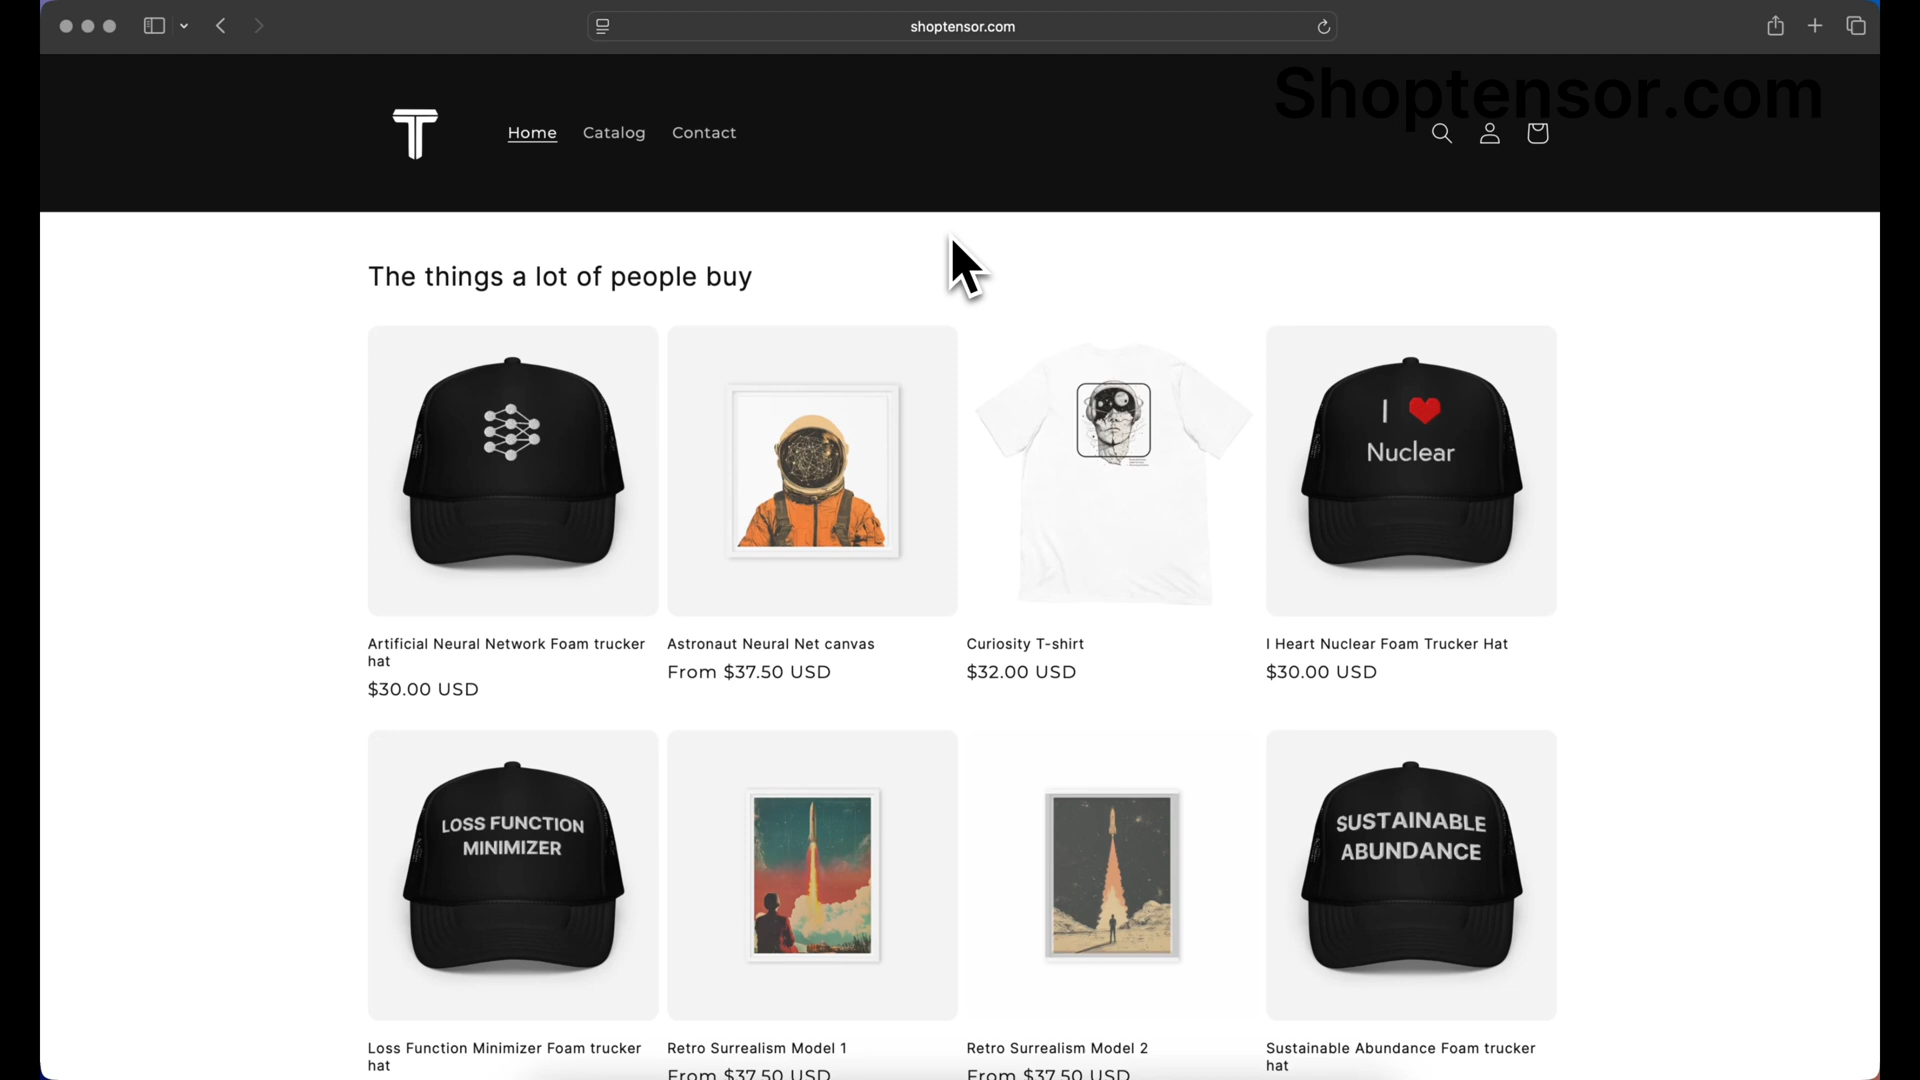 shoptensor.com
Shoptensor.com
T
Home
Catalog
Contact
The things a lot of people buy
I ❤
Nuclear
Artificial Neural Network Foam trucker
hat
$30.00 USD
Astronaut Neural Net canvas
From $37.50 USD
Curiosity T-shirt
$32.00 USD
I Heart Nuclear Foam Trucker Hat
$30.00 USD
LOSS FUNCTION
MINIMIZER
SUSTAINABLE
ABUNDANCE
Loss Function Minimizer Foam trucker
hat
Retro Surrealism Model 1
From $37.50 USD
Retro Surrealism Model 2
From $37.50 USD
Sustainable Abundance Foam trucker
hat